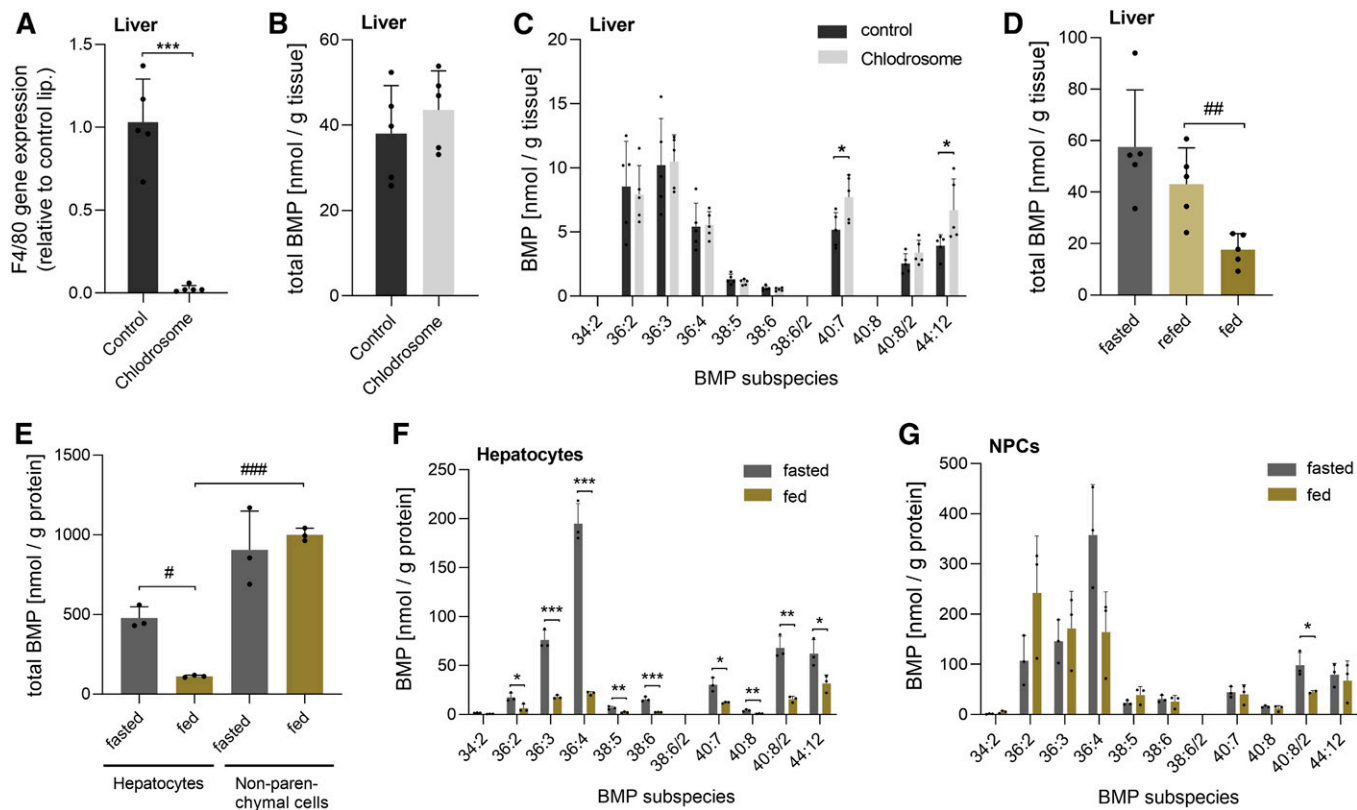 A
Liver
***
F4/80 gene expression
(relative to control lip.)
1.5
1.0
0.5
0.0
Control
Chlodrosome
B
Liver
total BMP [nmol / g tissue]
60
40
20
0
Control
Chlodrosome
C
Liver
control
Chlodrosome
BMP [nmol / g tissue]
20
15
10
5
0
*
*
34:2
36:2
36:3
36:4
38:5
38:6
38:6/2
40:7
40:8
40:8/2
44:12
BMP subspecies
D
Liver
total BMP [nmol / g tissue]
100
80
60
40
20
0
##
fasted
refed
fed
E
total BMP [nmol / g protein]
1500
1000
500
0
#
###
fasted
fed
fasted
fed
Hepatocytes
Non-paren-
chymal cells
F
Hepatocytes
fasted
fed
BMP [nmol / g protein]
250
200
150
100
50
0
*
***
***
**
***
*
**
**
*
34:2
36:2
36:3
36:4
38:5
38:6
38:6/2
40:7
40:8
40:8/2
44:12
BMP subspecies
G
NPCs
fasted
fed
BMP [nmol / g protein]
500
400
300
200
100
0
*
34:2
36:2
36:3
36:4
38:5
38:6
38:6/2
40:7
40:8
40:8/2
44:12
BMP subspecies